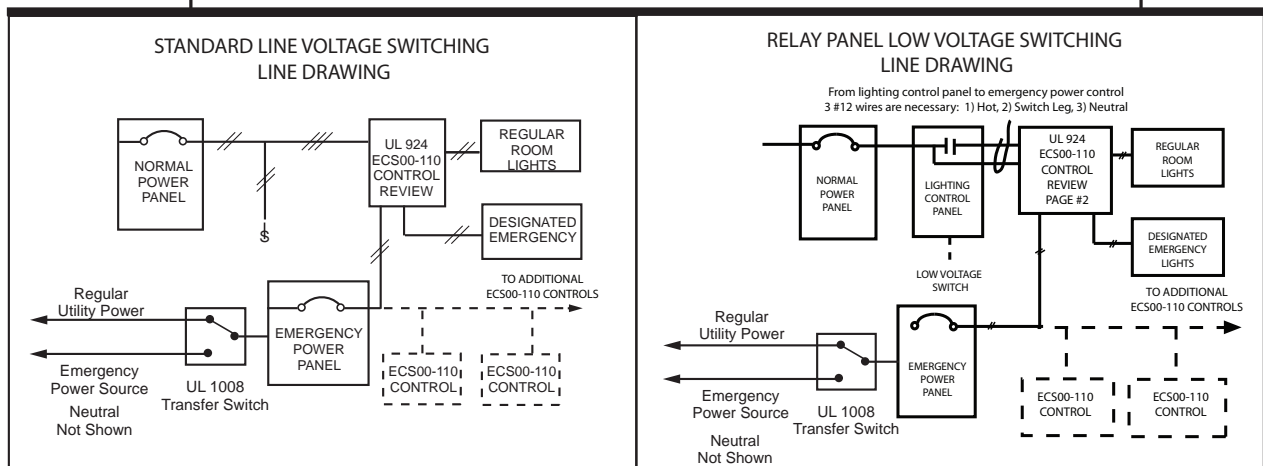 STANDARD LINE VOLTAGE SWITCHING
LINE DRAWING
NORMAL
POWER
PANEL
$
UL 924
ECS00-110
CONTROL
REVIEW
REGULAR
ROOM
LIGHTS
DESIGNATED
EMERGENCY
TO ADDITIONAL
ECS00-110 CONTROLS
Regular
Utility Power
Emergency
Power Source
Neutral
Not Shown
UL 1008
Transfer Switch
EMERGENCY
POWER
PANEL
ECS00-110
CONTROL
ECS00-110
CONTROL
RELAY PANEL LOW VOLTAGE SWITCHING
LINE DRAWING
From lighting control panel to emergency power control
3 #12 wires are necessary: 1) Hot, 2) Switch Leg, 3) Neutral
NORMAL
POWER
PANEL
LIGHTING
CONTROL
PANEL
LOW VOLTAGE
SWITCH
UL 924
ECS00-110
CONTROL
REVIEW
PAGE #2
REGULAR
ROOM
LIGHTS
DESIGNATED
EMERGENCY
LIGHTS
TO ADDITIONAL
ECS00-110 CONTROLS
Regular
Utility Power
Emergency
Power Source
Neutral
Not Shown
UL 1008
Transfer Switch
EMERGENCY
POWER
PANEL
ECS00-110
CONTROL
ECS00-110
CONTROL